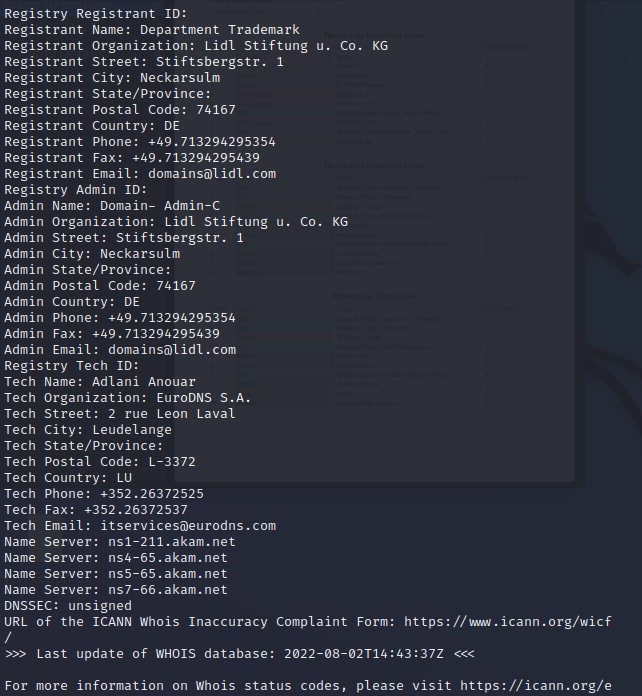 Registry Registrant ID:
Registrant Name: Department Trademark
Registrant Organization: Lidl Stiftung u. Co. KG
Registrant Street: Stiftsbergstr. 1
Registrant City: Neckarsulm
Registrant State/Province:
Registrant Postal Code: 74167
Registrant Country: DE
Registrant Phone: +49.713294295354
Registrant Fax: +49.713294295439
Registrant Email: domains@lidl.com
Registry Admin ID:
Admin Name: Domain- Admin-C
Admin Organization: Lidl Stiftung u. Co. KG
Admin Street: Stiftsbergstr. 1
Admin City: Neckarsulm
Admin State/Province:
Admin Postal Code: 74167
Admin Country: DE
Admin Phone: +49.713294295354
Admin Fax: +49.713294295439
Admin Email: domains@lidl.com
Registry Tech ID:
Tech Name: Adlani Anouar
Tech Organization: EuroDNS S.A.
Tech Street: 2 rue Leon Laval
Tech City: Leudelange
Tech State/Province:
Tech Postal Code: L-3372
Tech Country: LU
Tech Phone: +352.26372525
Tech Fax: +352.26372537
Tech Email: itservices@eurodns.com
Name Server: ns1-211.akam.net
Name Server: ns4-65.akam.net
Name Server: ns5-65.akam.net
Name Server: ns7-66.akam.net
DNSSEC: unsigned
URL of the ICANN Whois Inaccuracy Complaint Form: https://www.icann.org/wicf
/
>>> Last update of WHOIS database: 2022-08-02T14:43:37Z <<<
For more information on Whois status codes, please visit https://icann.org/e